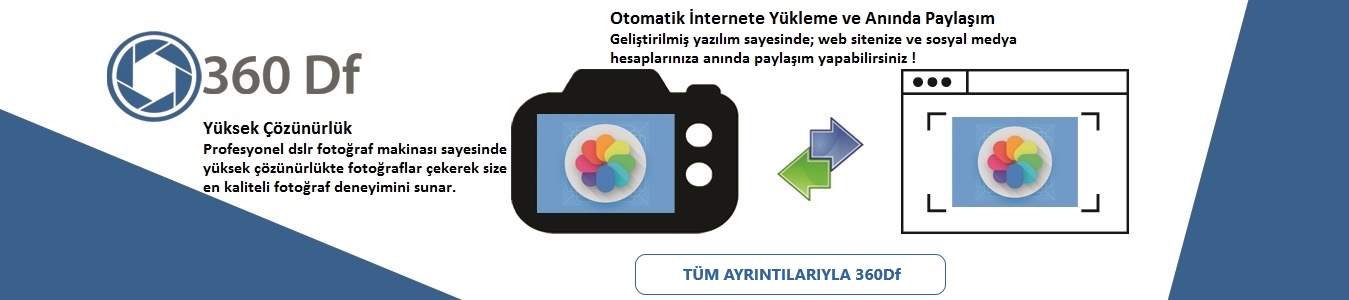 360 Df
Yüksek Çözünürlük
Profesyonel dslr fotoğraf makinası sayesinde
yüksek çözünürlükte fotoğraflar çekerek size
en kaliteli fotoğraf deneyimini sunar.
Otomatik İnternete Yükleme ve Anında Paylaşım
Geliştirilmiş yazılım sayesinde; web sitenize ve sosyal medya
hesaplarınıza anında paylaşım yapabilirsiniz !
TÜM AYRINTILARIYLA 360Df